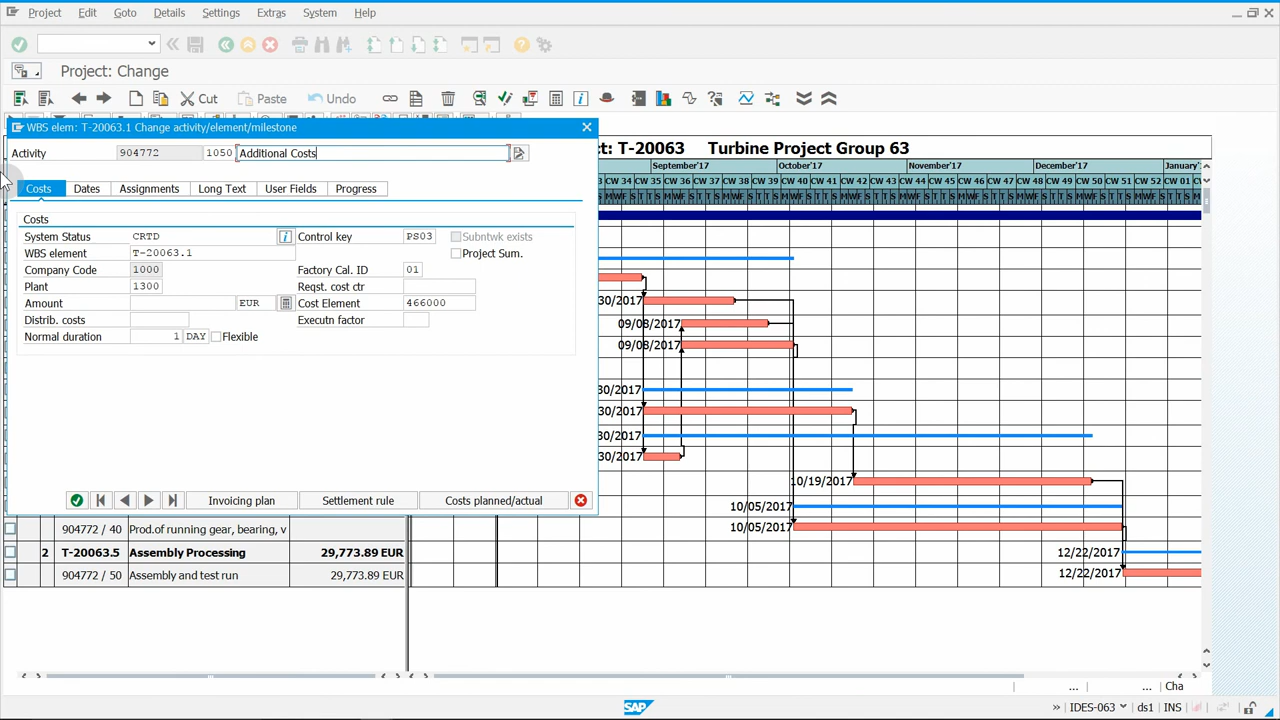 Project Edit Goto Details Settings Extras System Help
Project: Change
Cut Paste Undo
WBS elem: T-20063.1 Change activity/element/milestone
Activity 904772 1050 Additional Costs
Costs Dates Assignments Long Text User Fields Progress
Costs
System Status CRTD Control key PS03 Subntwk exists
WBS element T-20063.1 Project Sum.
Company Code 1000 Factory Cal. ID 01
Plant 1300 Reqst. cost ctr
Amount EUR Cost Element 466000
Distrib. costs Executn factor
Normal duration 1 DAY Flexible
Invoicing plan Settlement rule Costs planned/actual
ct: T-20063 Turbine Project Group 63
September'17 October'17 November'17 December'17 January'
33 CW 34 CW 35 CW 36 CW 37 CW 38 CW 39 CW 40 CW 41 CW 42 CW 43 CW 44 CW 45 CW 46 CW 47 CW 48 CW 49 CW 50 CW 51 CW 52 CW 01
30/2017
09/08/2017
09/08/2017
30/2017
30/2017
30/2017
30/2017
10/19/2017
10/05/2017
904772 / 40 Prod.of running gear, bearing, v 10/05/2017
2 T-20063.5 Assembly Processing 29,773.89 EUR 12/22/2017
904772 / 50 Assembly and test run 29,773.89 EUR 12/22/2017
... ... Cha
SAP » IDES-063 ds1 INS